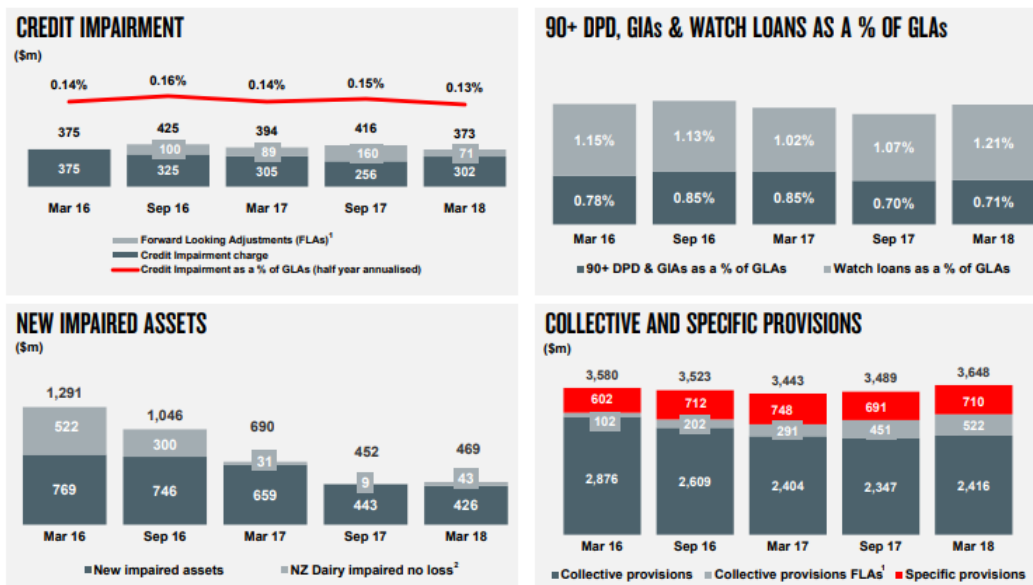 CREDIT IMPAIRMENT
($m)
0.14% 0.16% 0.14% 0.15% 0.13%
375 425 394 416 373
100 89 160 71
375 325 305 256 302
Mar 16 Sep 16 Mar 17 Sep 17 Mar 18
Forward Looking Adjustments (FLAs)1
Credit Impairment charge
Credit Impairment as a % of GLAs (half year annualised)
90+ DPD, GIAs & WATCH LOANS AS A % OF GLAs
1.15% 1.13% 1.02% 1.07% 1.21%
0.78% 0.85% 0.85% 0.70% 0.71%
Mar 16 Sep 16 Mar 17 Sep 17 Mar 18
90+ DPD & GIAs as a % of GLAs Watch loans as a % of GLAs
NEW IMPAIRED ASSETS
($m)
1,291 1,046 690 452 469
522 300 31 9 43
769 746 659 443 426
Mar 16 Sep 16 Mar 17 Sep 17 Mar 18
New impaired assets NZ Dairy impaired no loss2
COLLECTIVE AND SPECIFIC PROVISIONS
($m)
3,580 3,523 3,443 3,489 3,648
602 712 748 691 710
102 202 291 451 522
2,876 2,609 2,404 2,347 2,416
Mar 16 Sep 16 Mar 17 Sep 17 Mar 18
Collective provisions Collective provisions FLAs1 Specific provisions